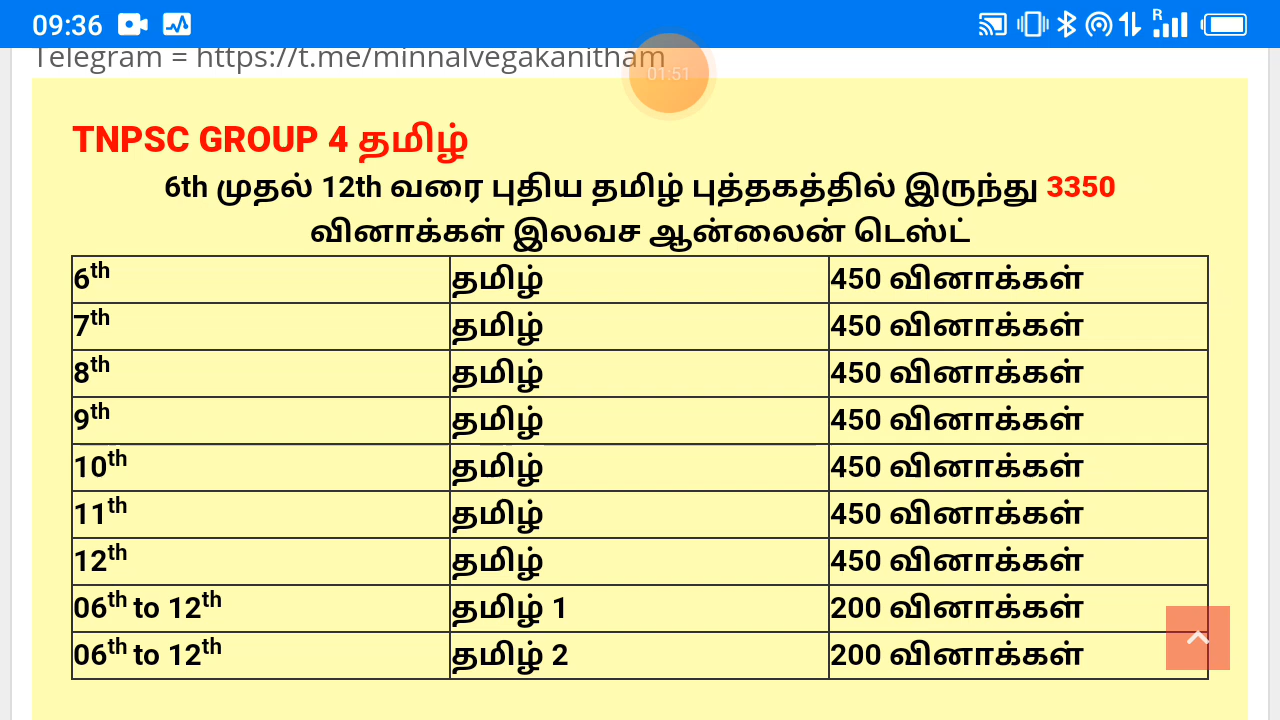 09:36
R
Telegram = https://t.me/minnalvegakanitham
01:51
TNPSC GROUP 4 தமிழ்
6th முதல் 12th வரை புதிய தமிழ் புத்தகத்தில் இருந்து 3350
வினாக்கள் இலவச ஆன்லைன் டெஸ்ட்
6th தமிழ் 450 வினாக்கள்
7th தமிழ் 450 வினாக்கள்
8th தமிழ் 450 வினாக்கள்
9th தமிழ் 450 வினாக்கள்
10th தமிழ் 450 வினாக்கள்
11th தமிழ் 450 வினாக்கள்
12th தமிழ் 450 வினாக்கள்
06th to 12th தமிழ் 1 200 வினாக்கள்
06th to 12th தமிழ் 2 200 வினாக்கள்